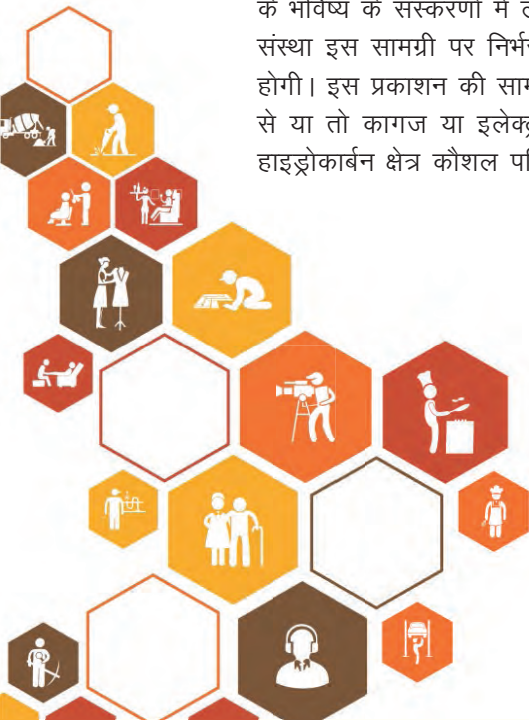 के भविष्य के संस्करणों में
संस्था इस सामग्री पर
होगी। इस प्रकाशन की
से या तो कागज या
हाइड्रोकार्बन क्षेत्र कौशल